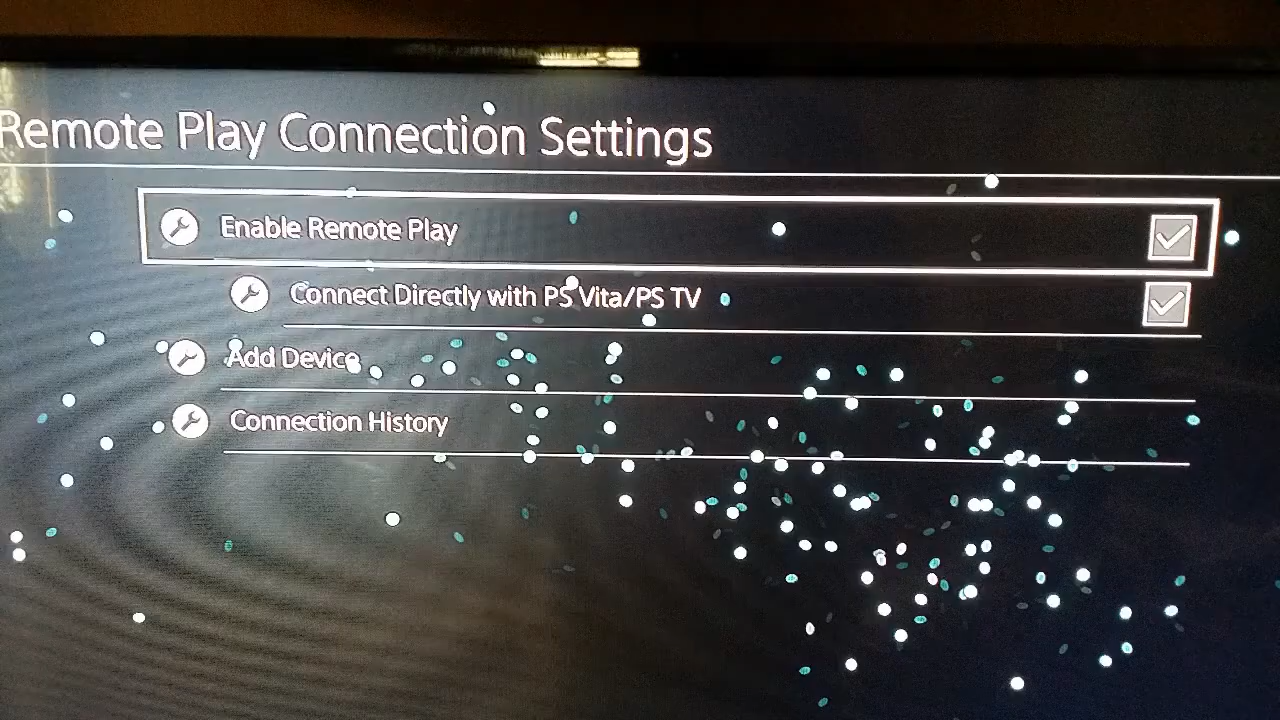 Remote Play Connection Settings
Enable Remote Play
Connect Directly with PS Vita/PS TV
Add Device
Connection History